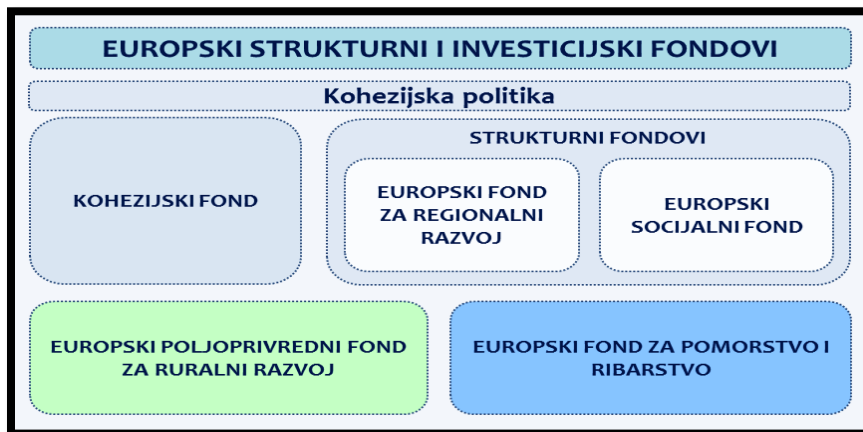 EUROPSKI STRUKTURNI I INVESTICIJSKI FONDOVI
Kohezijska politika
KOHEZIJSKI FOND
STRUKTURNI FONDOVI
EUROPSKI FOND
ZA REGIONALNI
RAZVOJ
EUROPSKI
SOCIJALNI FOND
EUROPSKI POLJOPRIVREDNI FOND
ZA RURALNI RAZVOJ
EUROPSKI FOND ZA POMORSTVO I
RIBARSTVO